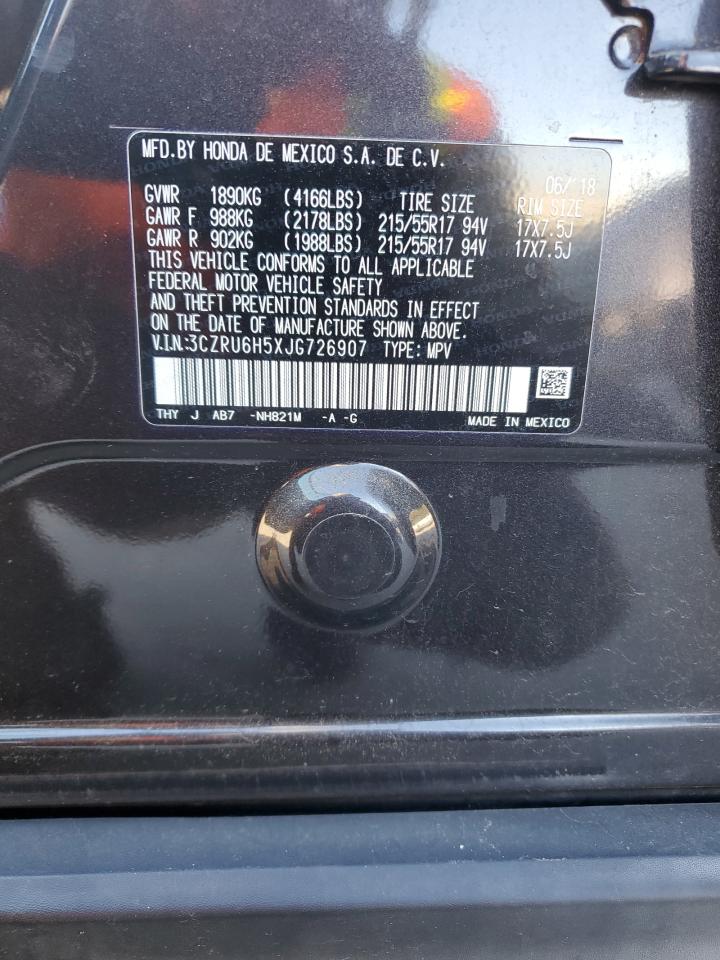 MFD.BY HONDA DE MEXICO S.A. DE C.V.
06/'18
GVWR 1890KG (4166LBS) TIRE SIZE RIM SIZE
GAWR F 988KG (2178LBS) 215/55R17 94V 17X7.5J
GAWR R 902KG (1988LBS) 215/55R17 94V 17X7.5J
THIS VEHICLE CONFORMS TO ALL APPLICABLE
FEDERAL MOTOR VEHICLE SAFETY
AND THEFT PREVENTION STANDARDS IN EFFECT
ON THE DATE OF MANUFACTURE SHOWN ABOVE.
V.I.N.:3CZRU6H5XJG726907 TYPE: MPV
THY J AB7 -NH821M -A -G MADE IN MEXICO